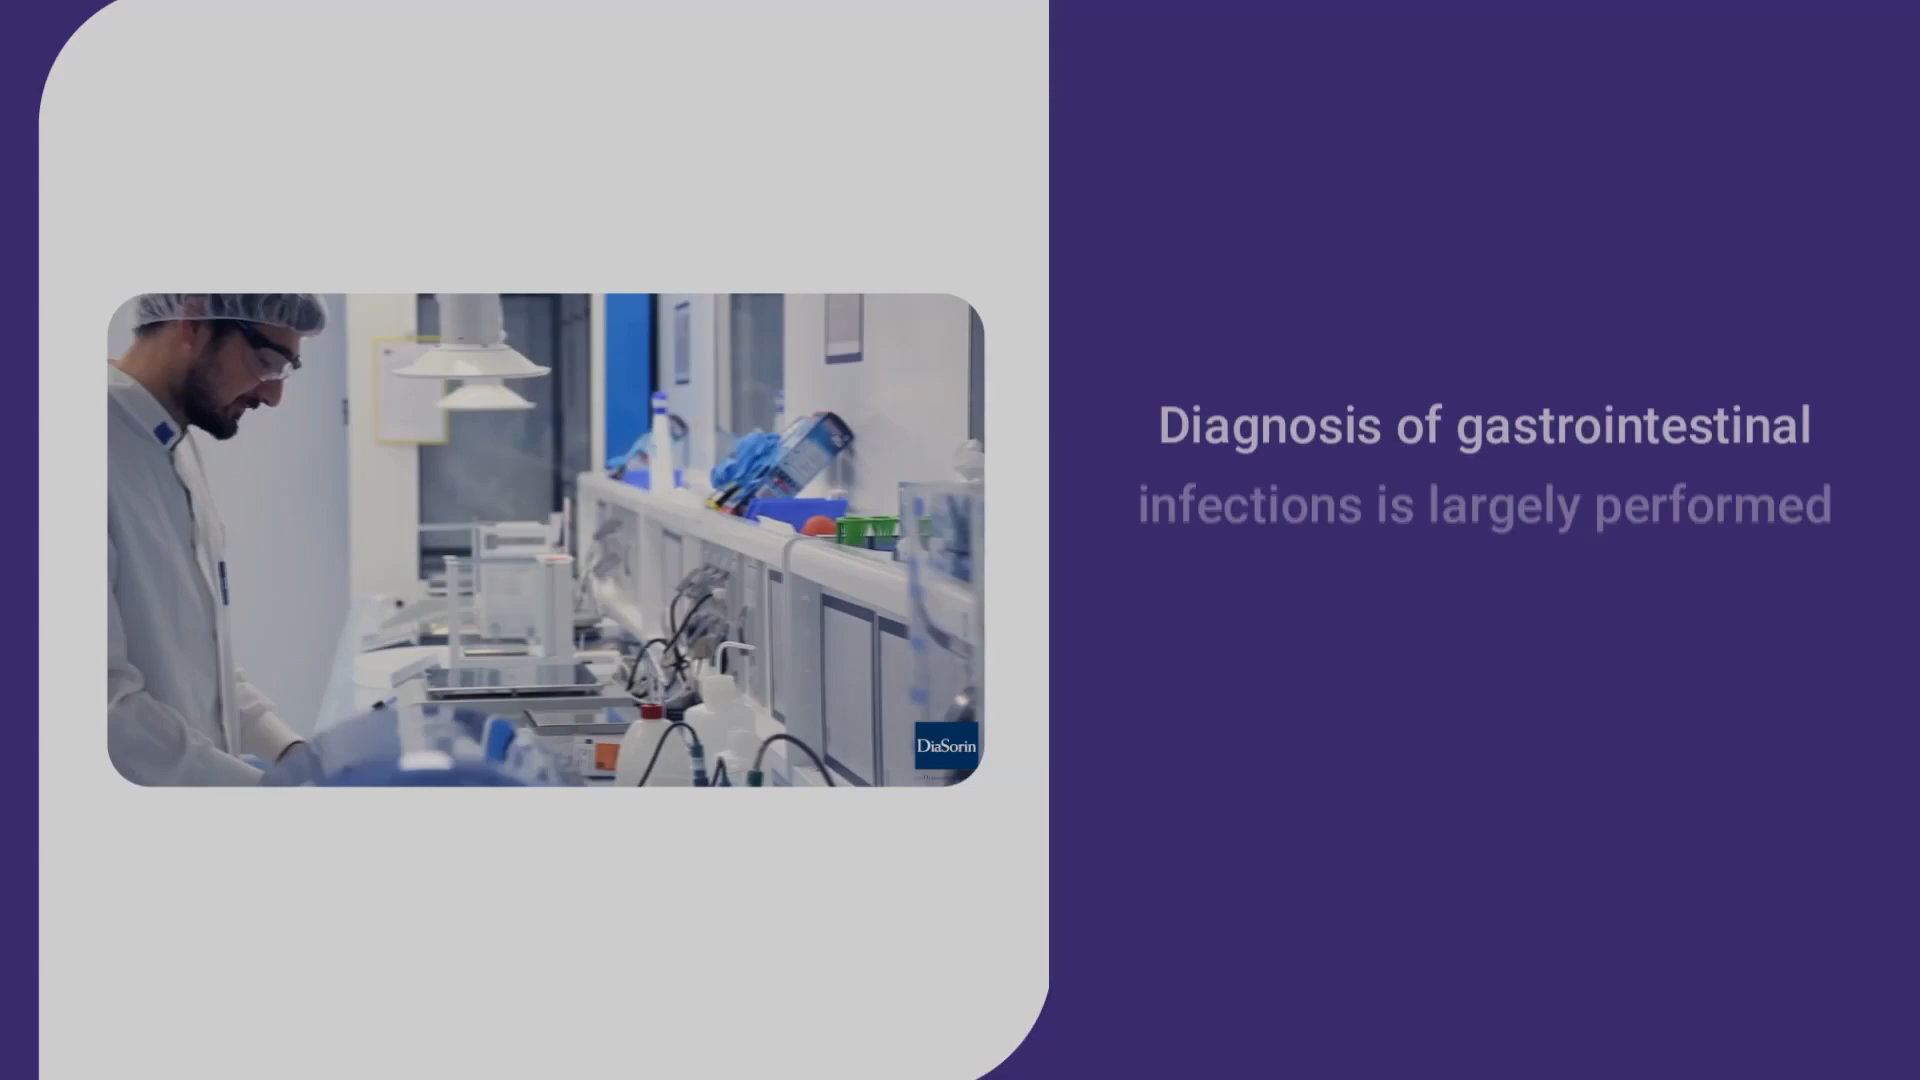 Diagnosis of gastrointestinal
infections is largely performed
DiaSorin